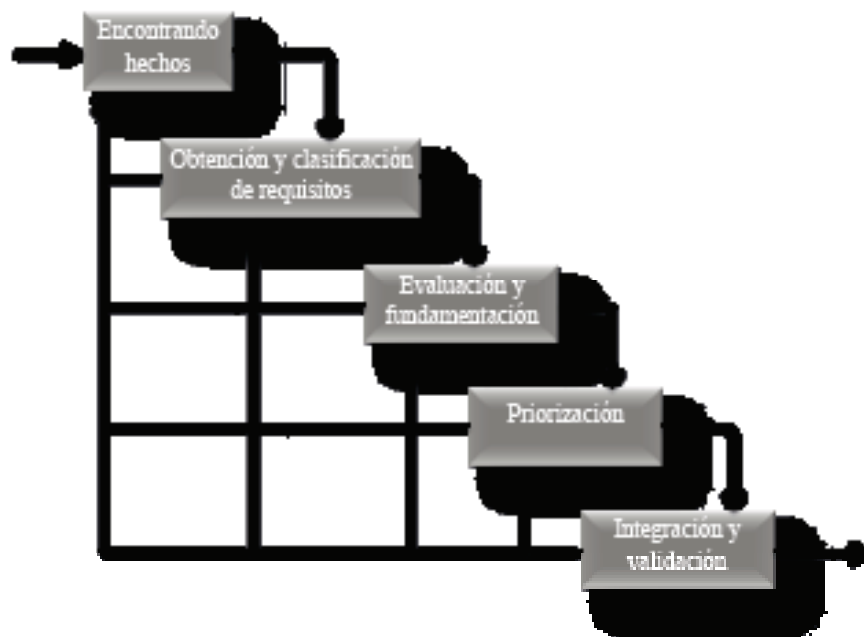 Encontrando
hechos
Obtención y clasificación
de requisitos
Evaluación y
fundamentación
Priorización
Integración y
validación